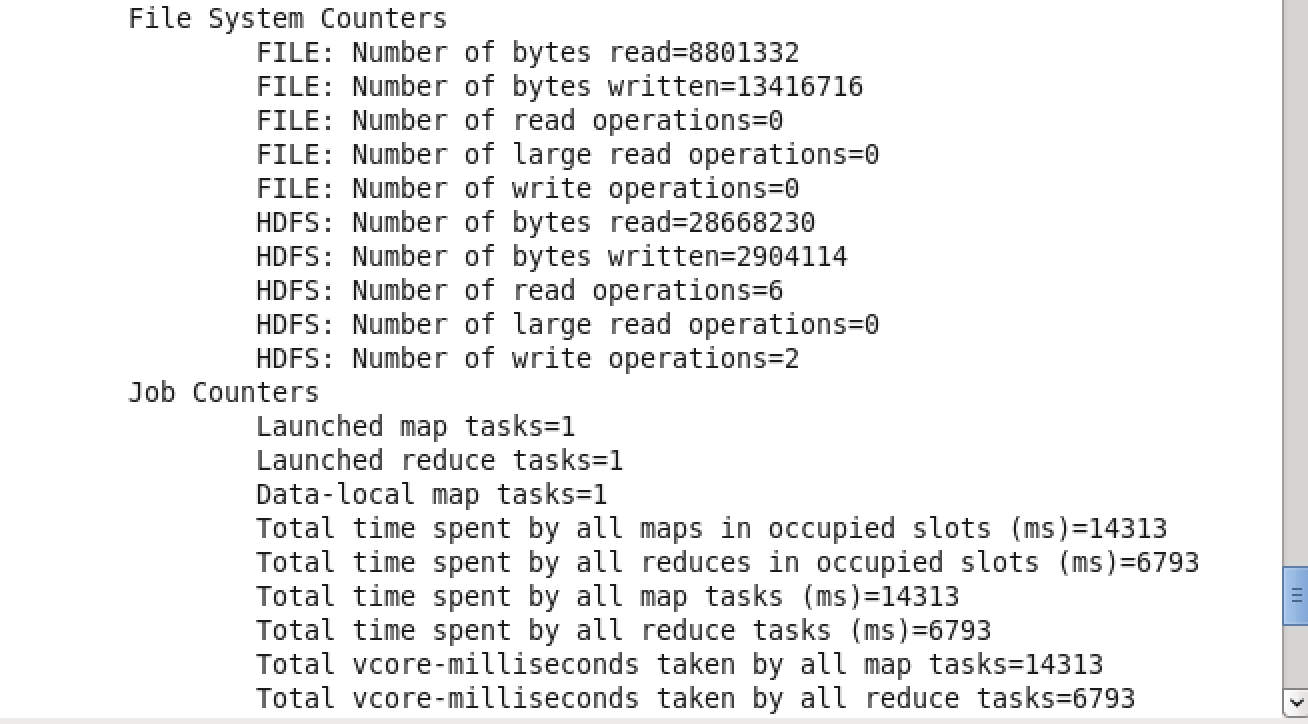 File System Counters
FILE: Number of bytes read=8801332
FILE: Number of bytes written=13416716
FILE: Number of read operations=0
FILE: Number of large read operations=0
FILE: Number of write operations=0
HDFS: Number of bytes read=28668230
HDFS: Number of bytes written=2904114
HDFS: Number of read operations=6
HDFS: Number of large read operations=0
HDFS: Number of write operations=2
Job Counters
Launched map tasks=1
Launched reduce tasks=1
Data-local map tasks=1
Total time spent by all maps in occupied slots (ms)=14313
Total time spent by all reduces in occupied slots (ms)=6793
Total time spent by all map tasks (ms)=14313
Total time spent by all reduce tasks (ms)=6793
Total vcore-milliseconds taken by all map tasks=14313
Total vcore-milliseconds taken by all reduce tasks=6793